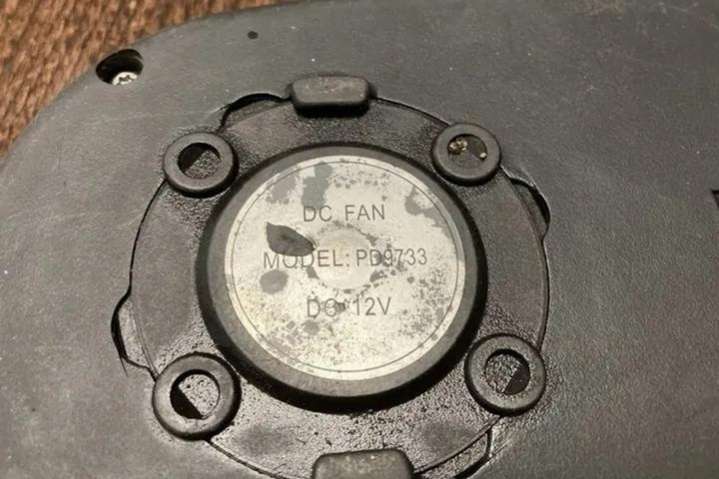 DC FAN
MODEL: PD9733
DC 12V